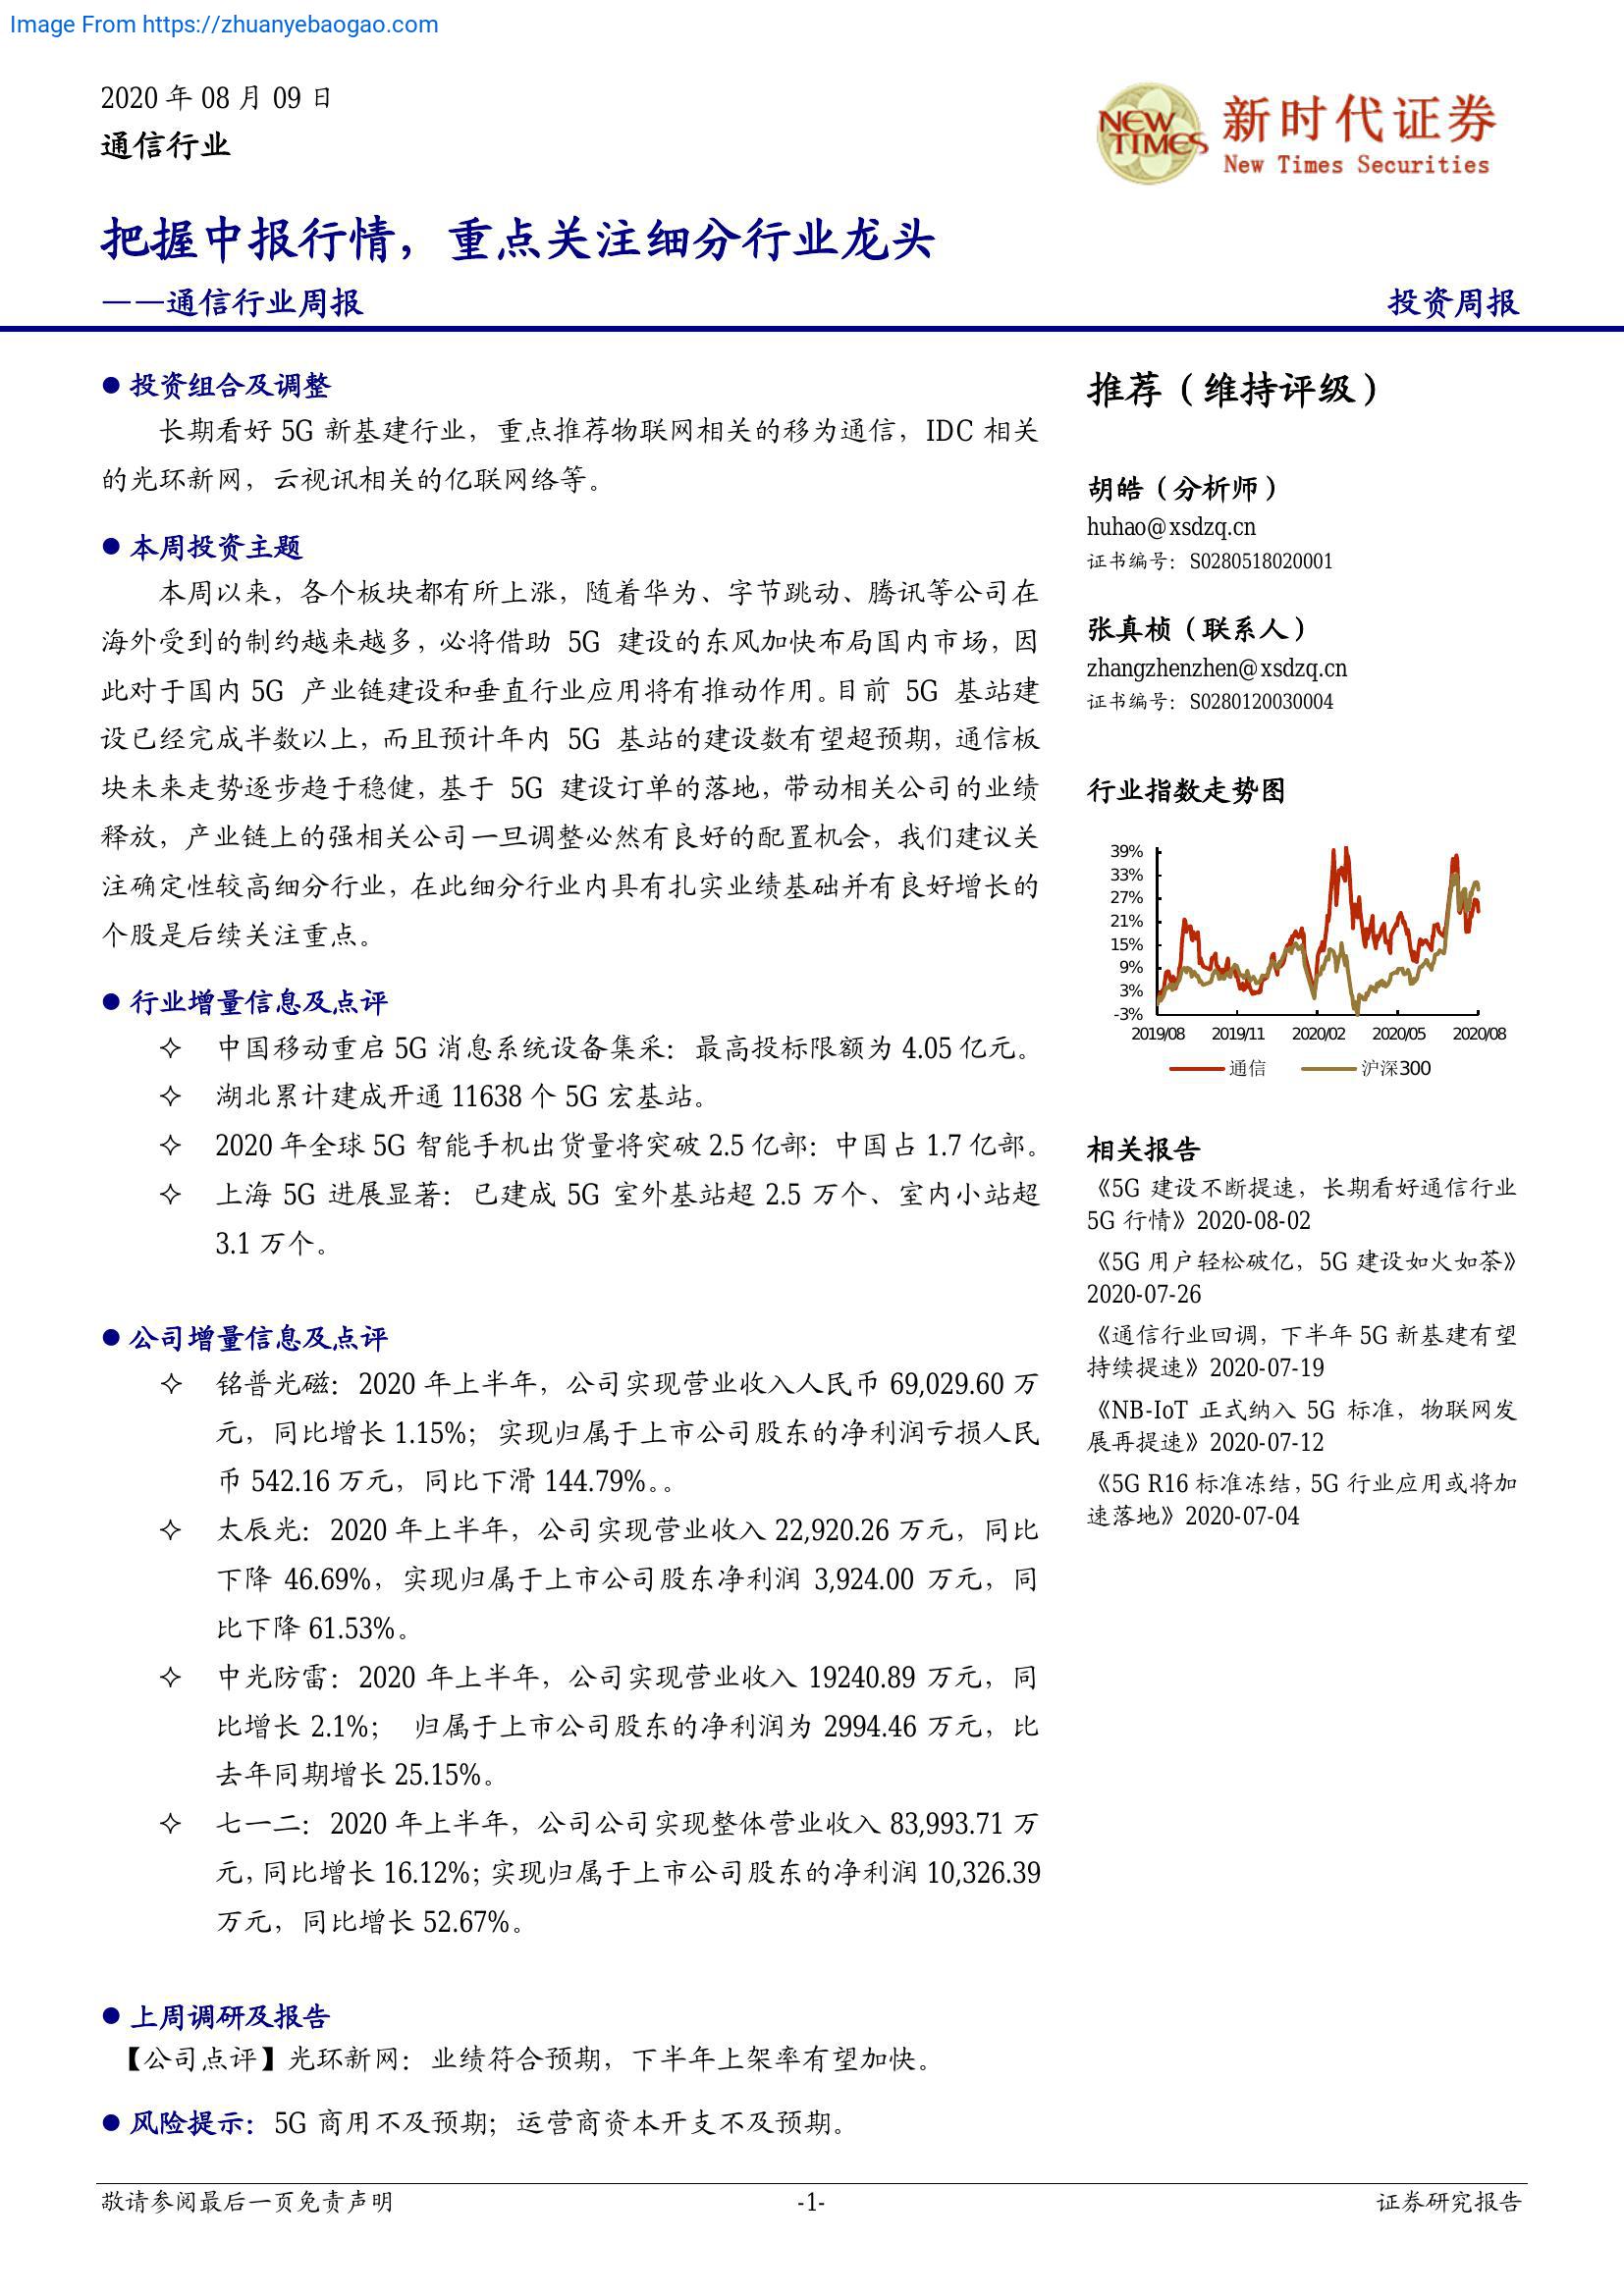 Image From https://zhuanyebaogao.com
2020 年 08 月 09 日
通信行业
NEW TIMES
新时代证券
New Times Securities
把握中报行情，重点关注细分行业龙头
——通信行业周报
投资周报
● 投资组合及调整
长期看好 5G 新基建行业，重点推荐物联网相关的移为通信，IDC 相关
的光环新网，云视讯相关的亿联网络等。
● 本周投资主题
本周以来，各个板块都有所上涨，随着华为、字节跳动、腾讯等公司在
海外受到的制约越来越多，必将借助 5G 建设的东风加快布局国内市场，因
此对于国内 5G 产业链建设和垂直行业应用将有推动作用。目前 5G 基站建
设已经完成半数以上，而且预计年内 5G 基站的建设数有望超预期，通信板
块未来走势逐步趋于稳健，基于 5G 建设订单的落地，带动相关公司的业绩
释放，产业链上的强相关公司一旦调整必然有良好的配置机会，我们建议关
注确定性较高细分行业，在此细分行业内具有扎实业绩基础并有良好增长的
个股是后续关注重点。
● 行业增量信息及点评
✧ 中国移动重启 5G 消息系统设备集采：最高投标限额为 4.05 亿元。
✧ 湖北累计建成开通 11638 个 5G 宏基站。
✧ 2020 年全球 5G 智能手机出货量将突破 2.5 亿部：中国占 1.7 亿部。
✧ 上海 5G 进展显著：已建成 5G 室外基站超 2.5 万个、室内小站超
3.1 万个。
● 公司增量信息及点评
✧ 铭普光磁：2020 年上半年，公司实现营业收入人民币 69,029.60 万
元，同比增长 1.15%；实现归属于上市公司股东的净利润亏损人民
币 542.16 万元，同比下滑 144.79%。。
✧ 太辰光：2020 年上半年，公司实现营业收入 22,920.26 万元，同比
下降 46.69%，实现归属于上市公司股东净利润 3,924.00 万元，同
比下降 61.53%。
✧ 中光防雷：2020 年上半年，公司实现营业收入 19240.89 万元，同
比增长 2.1%； 归属于上市公司股东的净利润为 2994.46 万元，比
去年同期增长 25.15%。
✧ 七一二：2020 年上半年，公司公司实现整体营业收入 83,993.71 万
元，同比增长 16.12%；实现归属于上市公司股东的净利润 10,326.39
万元，同比增长 52.67%。
● 上周调研及报告
【公司点评】光环新网：业绩符合预期，下半年上架率有望加快。
● 风险提示：5G 商用不及预期；运营商资本开支不及预期。
推荐（维持评级）
胡皓（分析师）
huhao@xsdzq.cn
证书编号：S0280518020001
张真桢（联系人）
zhangzhenzhen@xsdzq.cn
证书编号：S0280120030004
行业指数走势图
39%
33%
27%
21%
15%
9%
3%
-3%
2019/08 2019/11 2020/02 2020/05 2020/08
通信 沪深300
相关报告
《5G 建设不断提速，长期看好通信行业
5G 行情》2020-08-02
《5G 用户轻松破亿，5G 建设如火如荼》
2020-07-26
《通信行业回调，下半年 5G 新基建有望
持续提速》2020-07-19
《NB-IoT 正式纳入 5G 标准，物联网发
展再提速》2020-07-12
《5G R16 标准冻结，5G 行业应用或将加
速落地》2020-07-04
敬请参阅最后一页免责声明
-1-
证券研究报告